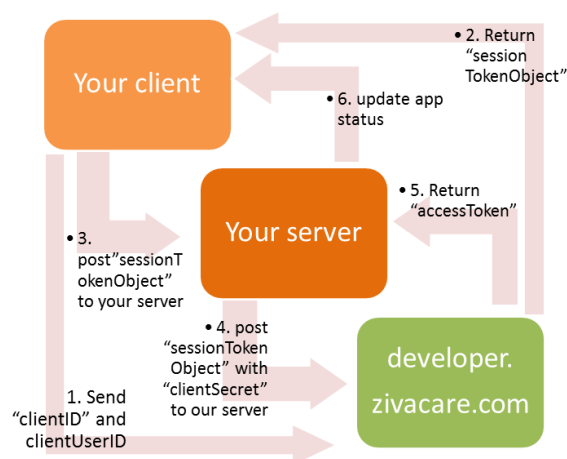 Your client
• 2. Return
“session
TokenObject”
• 6. update app
status
Your server
• 5. Return
“accessToken”
• 3.
post”sessionT
okenObject”
to your server
• 4. post
“sessionToken
Object” with
“clientSecret”
to our server
developer.
zivacare.com
1. Send
“clientID” and
clientUserID